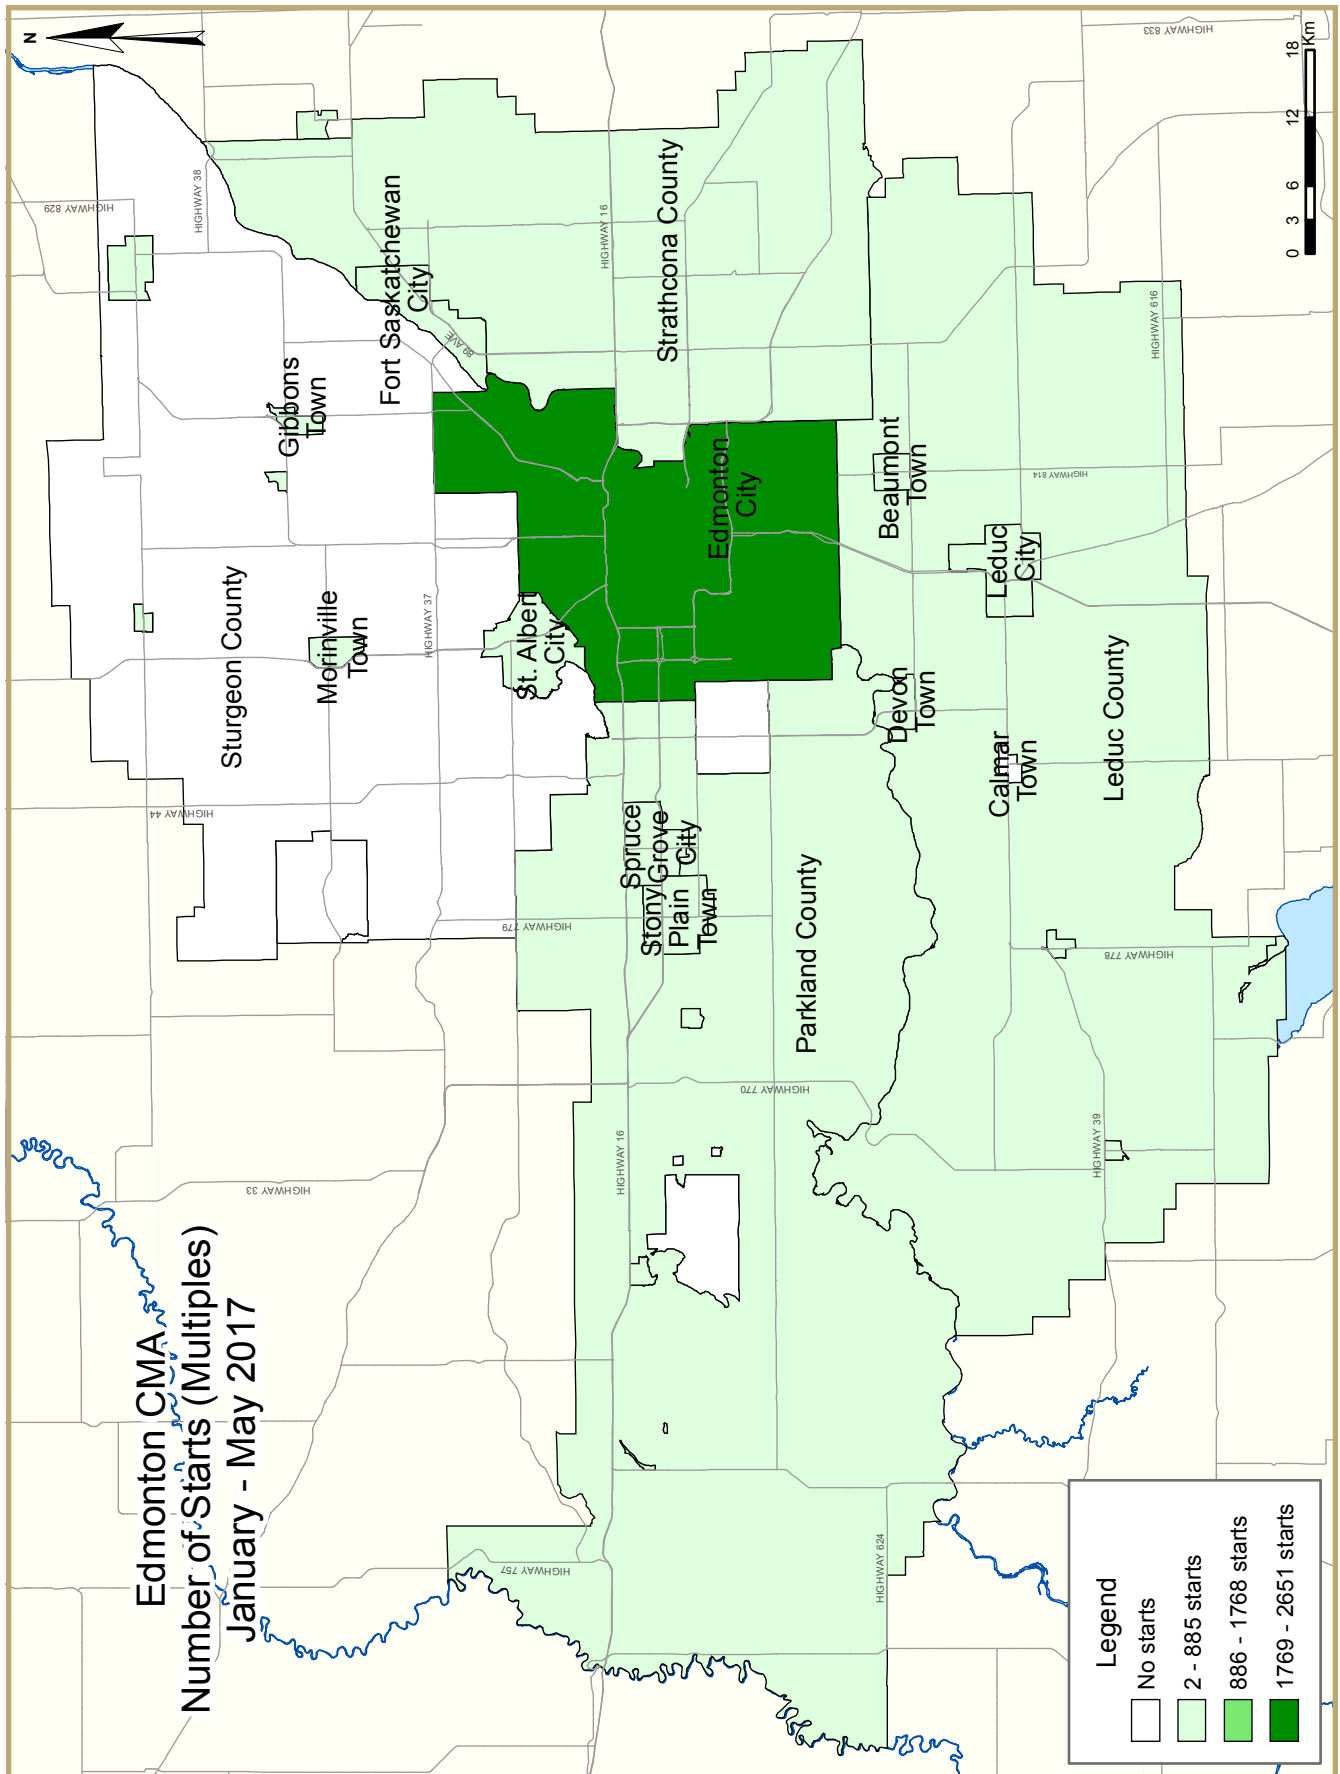 Edmonton CMA
Number of Starts (Multiples)
January - May 2017
N
HIGHWAY 829
HIGHWAY 38
HIGHWAY 833
Gibbons
Town
Fort Saskatchewan
City
89 AVE
HIGHWAY 16
Strathcona County
Sturgeon County
Morinville
Town
HIGHWAY 37
HIGHWAY 44
St. Albert
City
Edmonton
City
Beaumont
Town
HIGHWAY 814
HIGHWAY 616
Leduc
City
Devon
Town
Calmar
Town
Leduc County
Spruce
Grove
City
Stony
Plain
Town
HIGHWAY 779
Parkland County
HIGHWAY 778
HIGHWAY 770
HIGHWAY 39
HIGHWAY 16
HIGHWAY 33
HIGHWAY 757
HIGHWAY 624
Legend
No starts
2 - 885 starts
886 - 1768 starts
1769 - 2651 starts
0 3 6 12 18
Km